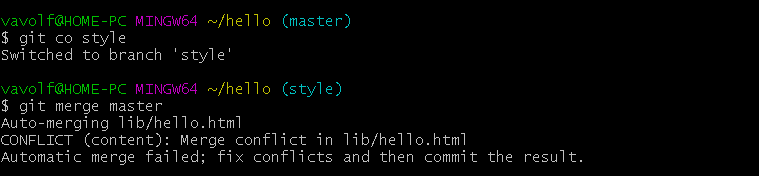 vavolf@HOME-PC MINGW64 ~/hello (master)
$ git co style
Switched to branch 'style'
vavolf@HOME-PC MINGW64 ~/hello (style)
$ git merge master
Auto-merging lib/hello.html
CONFLICT (content): Merge conflict in lib/hello.html
Automatic merge failed; fix conflicts and then commit the result.